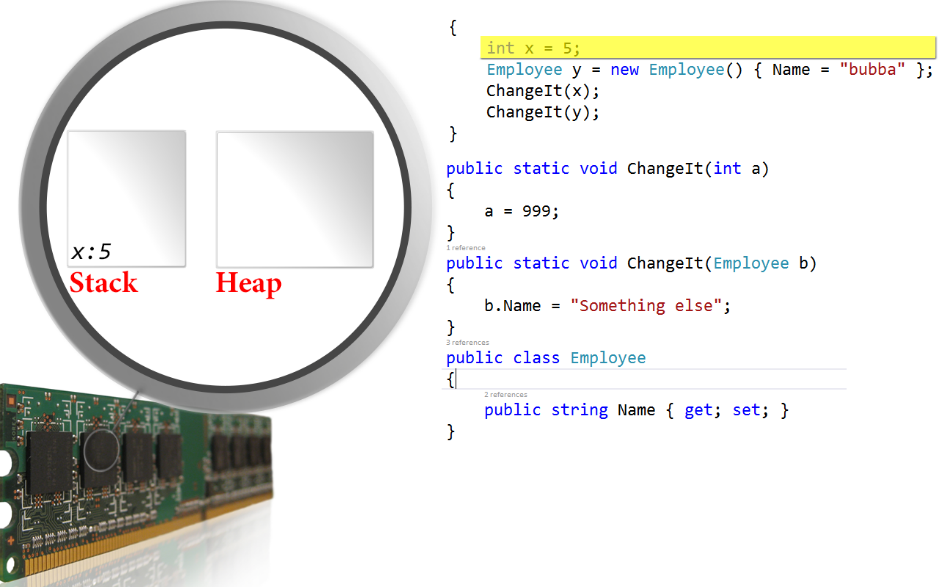 x:5
Stack
Heap
{
int x = 5;
Employee y = new Employee() { Name = "bubba" };
ChangeIt(x);
ChangeIt(y);
}
public static void ChangeIt(int a)
{
a = 999;
}
1 reference
public static void ChangeIt(Employee b)
{
b.Name = "Something else";
}
3 references
public class Employee
{
2 references
public string Name { get; set; }
}